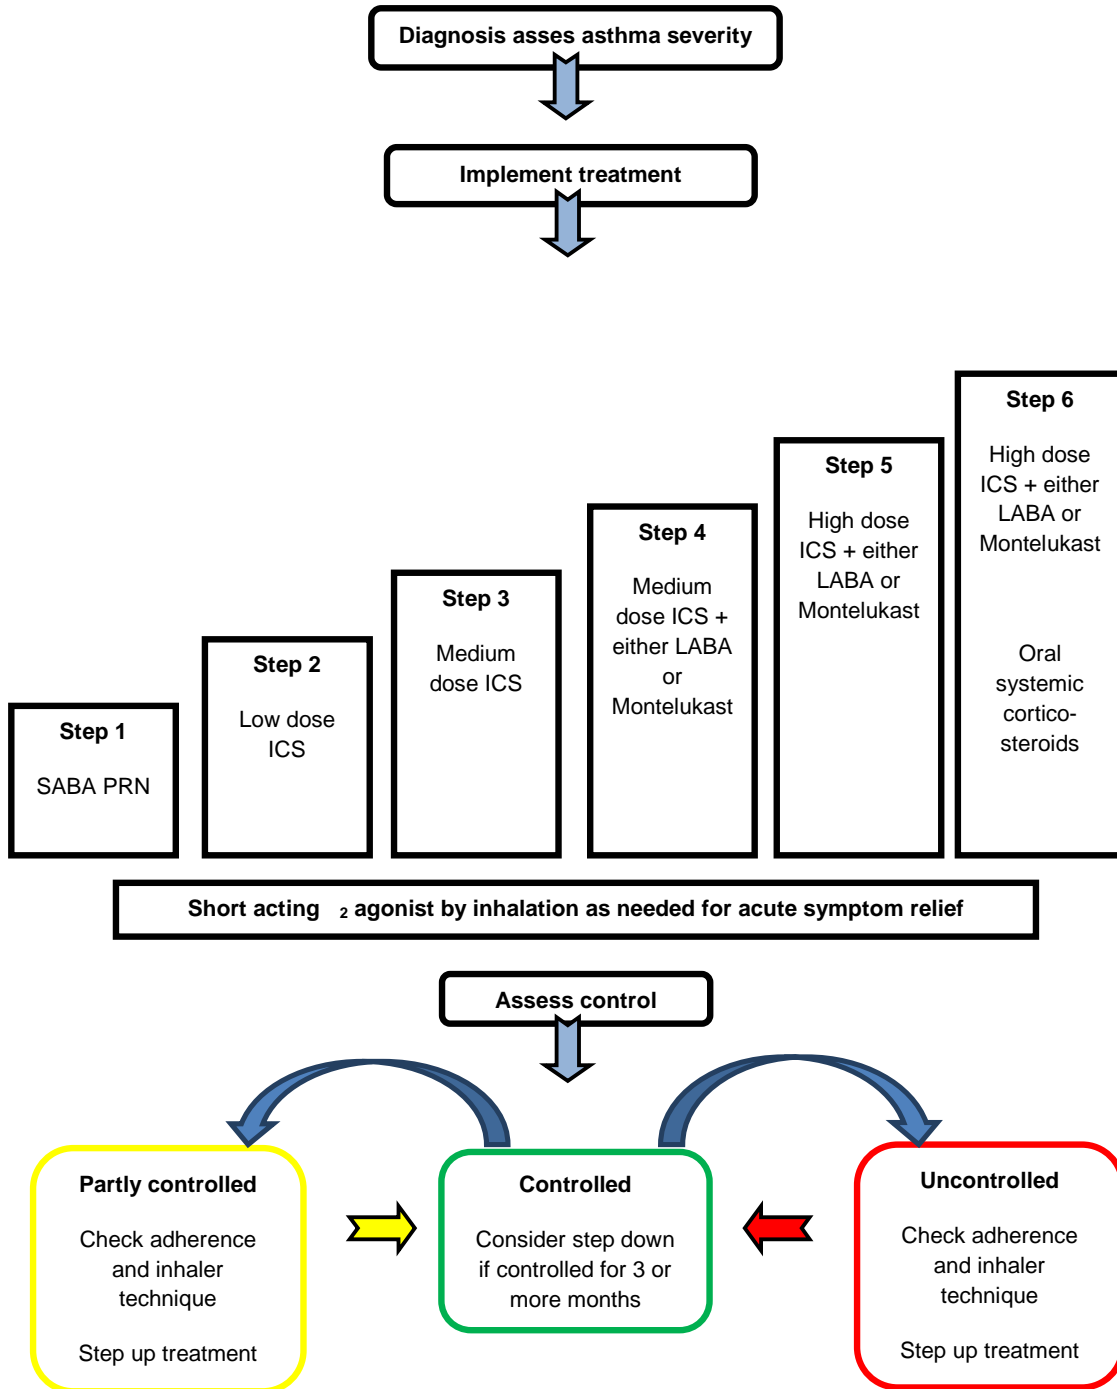 Diagnosis asses asthma severity
Implement treatment
Step 1
SABA PRN
Step 2
Low dose
ICS
Step 3
Medium
dose ICS
Step 4
Medium
dose ICS +
either LABA
or
Montelukast
Step 5
High dose
ICS + either
LABA or
Montelukast
Step 6
High dose
ICS + either
LABA or
Montelukast
Oral
systemic
cortico-
steroids
Short acting ₂ agonist by inhalation as needed for acute symptom relief
Assess control
Partly controlled
Check adherence
and inhaler
technique
Step up treatment
Controlled
Consider step down
if controlled for 3 or
more months
Uncontrolled
Check adherence
and inhaler
technique
Step up treatment